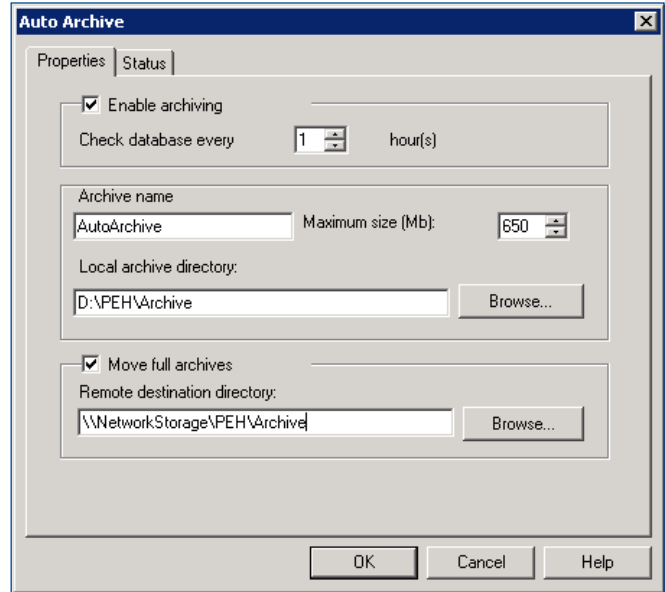 Auto Archive
Properties Status
Enable archiving
Check database every 1 hour(s)
Archive name
AutoArchive Maximum size (Mb): 650
Local archive directory:
D:\PEH\Archive Browse...
Move full archives
Remote destination directory:
\\NetworkStorage\PEH\Archive Browse...
OK Cancel Help